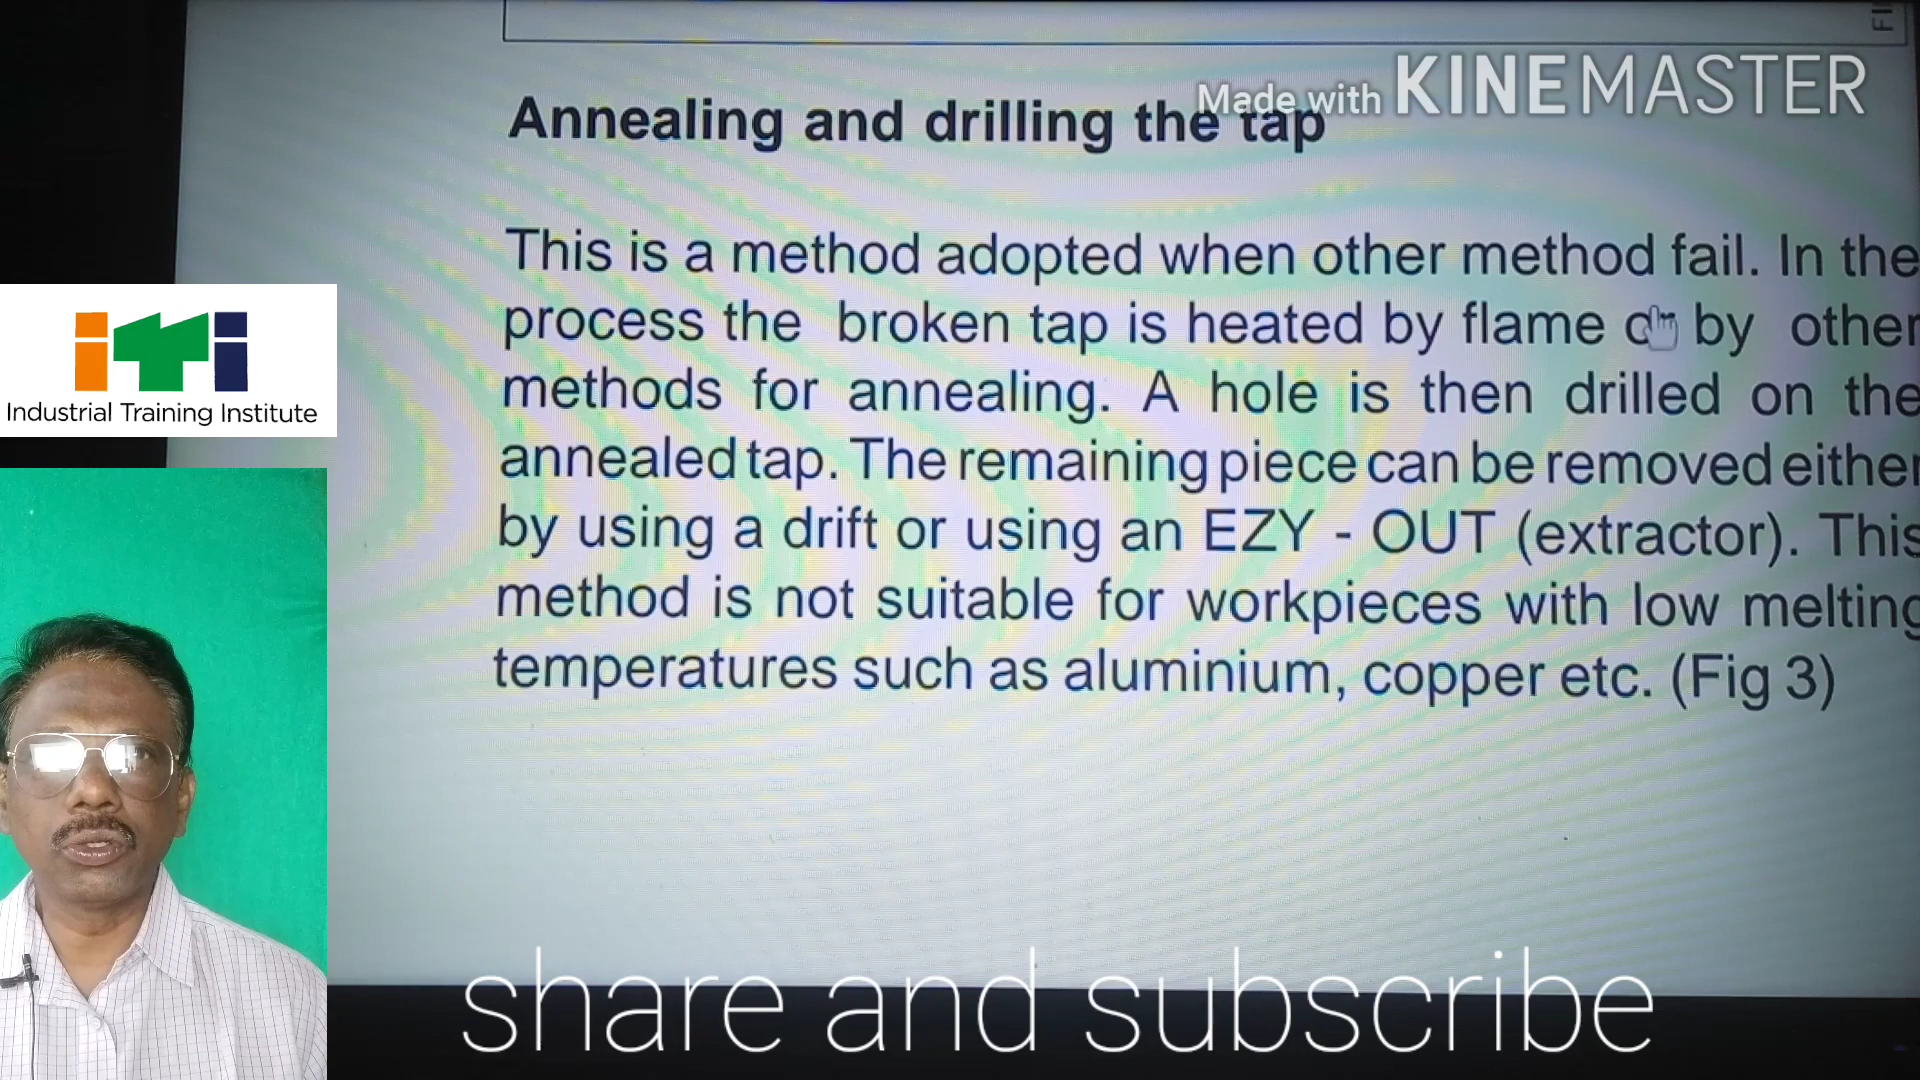 Made with KINEMASTER
Annealing and drilling the tap
This is a method adopted when other method fail. In the
process the broken tap is heated by flame or by other
methods for annealing. A hole is then drilled on the
annealed tap. The remaining piece can be removed either
by using a drift or using an EZY - OUT (extractor). This
method is not suitable for workpieces with low melting
temperatures such as aluminium, copper etc. (Fig 3)
iTi
Industrial Training Institute
share and subscribe